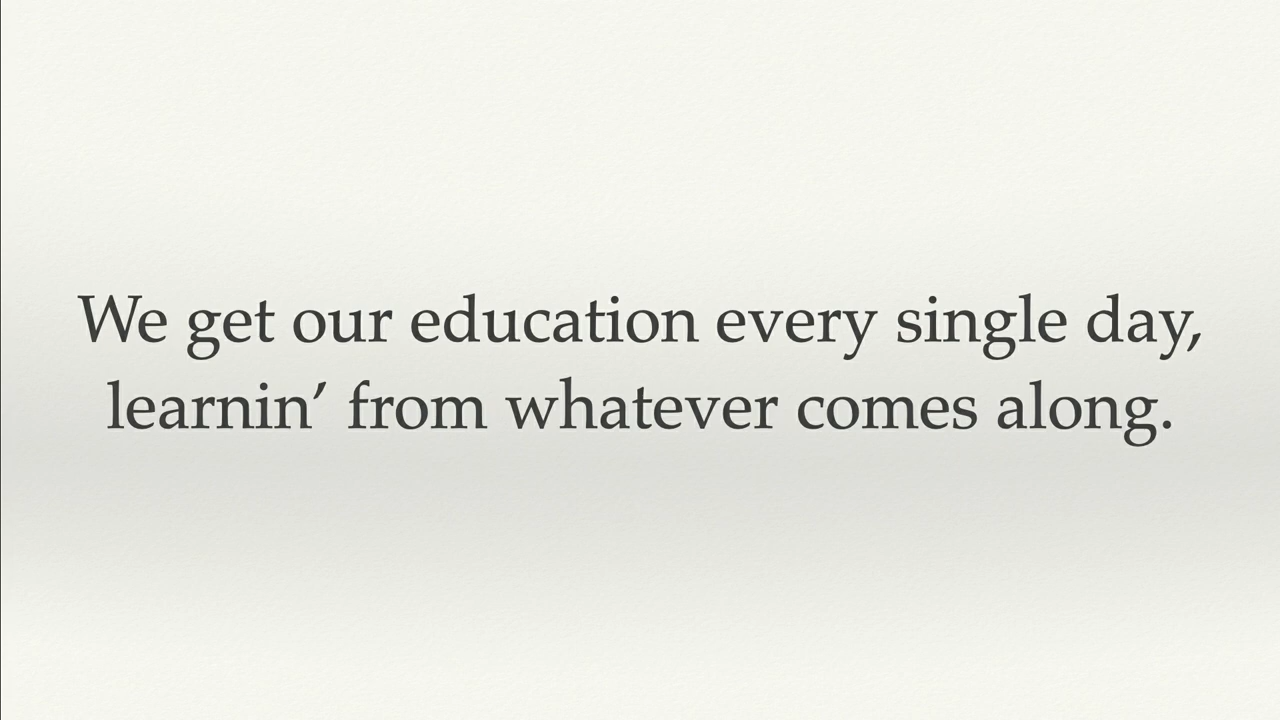 We get our education every single day,
learnin’ from whatever comes along.